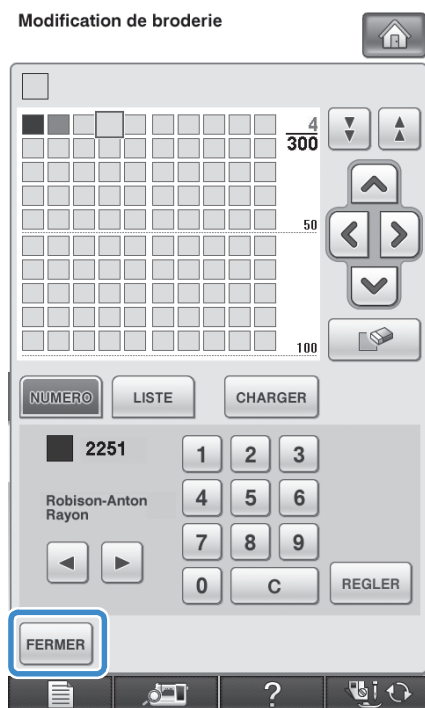 Modification de broderie
4
300
50
100
NUMERO LISTE CHARGER
2251
1 2 3
Robison-Anton
Rayon
4 5 6
7 8 9
0 C REGLER
FERMER
?